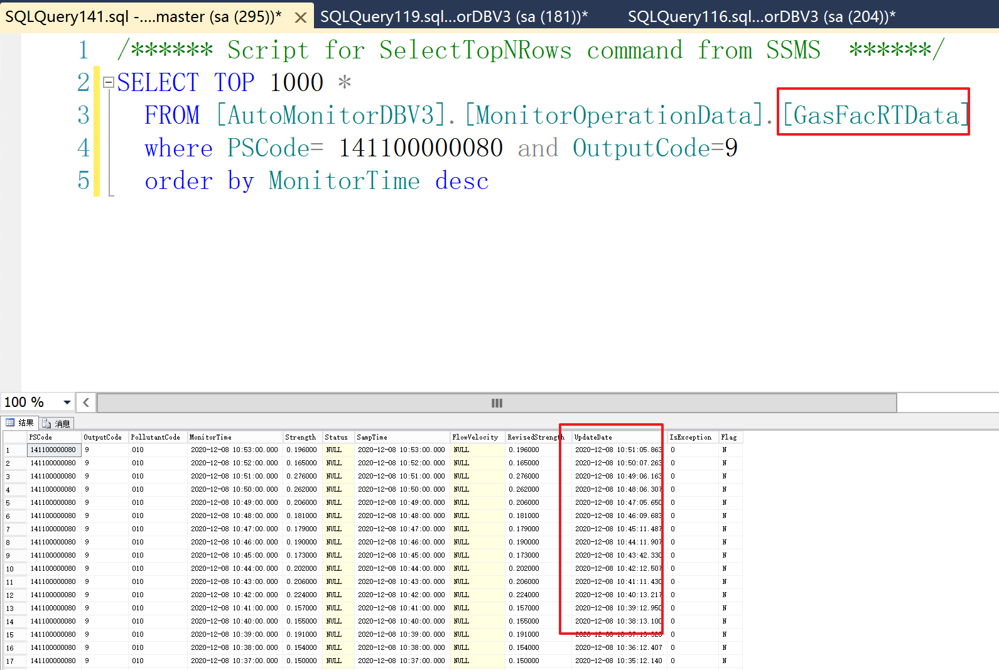 SQLQuery141.sql -....master (sa (295))* SQLQuery119.sql...orDBV3 (sa (181))* SQLQuery116.sql...orDBV3 (sa (204))*
1 /****** Script for SelectTopNRows command from SSMS ******/
2 SELECT TOP 1000 *
3 FROM [AutoMonitorDBV3].[MonitorOperationData].[GasFacRTData]
4 where PSCode= 141100000080 and OutputCode=9
5 order by MonitorTime desc
100 %
结果 消息
PSCode OutputCode PollutantCode MonitorTime Strength Status SampTime FlowVelocity RevisedStrength UpdateDate IsException Flag
1 141100000080 9 010 2020-12-08 10:53:00.000 0.196000 NULL 2020-12-08 10:53:00.000 NULL 0.196000 2020-12-08 10:51:05.863 0 N
2 141100000080 9 010 2020-12-08 10:52:00.000 0.165000 NULL 2020-12-08 10:52:00.000 NULL 0.165000 2020-12-08 10:50:07.263 0 N
3 141100000080 9 010 2020-12-08 10:51:00.000 0.276000 NULL 2020-12-08 10:51:00.000 NULL 0.276000 2020-12-08 10:49:06.163 0 N
4 141100000080 9 010 2020-12-08 10:50:00.000 0.262000 NULL 2020-12-08 10:50:00.000 NULL 0.262000 2020-12-08 10:48:06.307 0 N
5 141100000080 9 010 2020-12-08 10:49:00.000 0.206000 NULL 2020-12-08 10:49:00.000 NULL 0.206000 2020-12-08 10:47:05.650 0 N
6 141100000080 9 010 2020-12-08 10:48:00.000 0.181000 NULL 2020-12-08 10:48:00.000 NULL 0.181000 2020-12-08 10:46:09.683 0 N
7 141100000080 9 010 2020-12-08 10:47:00.000 0.179000 NULL 2020-12-08 10:47:00.000 NULL 0.179000 2020-12-08 10:45:11.487 0 N
8 141100000080 9 010 2020-12-08 10:46:00.000 0.190000 NULL 2020-12-08 10:46:00.000 NULL 0.190000 2020-12-08 10:44:11.907 0 N
9 141100000080 9 010 2020-12-08 10:45:00.000 0.173000 NULL 2020-12-08 10:45:00.000 NULL 0.173000 2020-12-08 10:43:42.330 0 N
10 141100000080 9 010 2020-12-08 10:44:00.000 0.202000 NULL 2020-12-08 10:44:00.000 NULL 0.202000 2020-12-08 10:42:12.507 0 N
11 141100000080 9 010 2020-12-08 10:43:00.000 0.206000 NULL 2020-12-08 10:43:00.000 NULL 0.206000 2020-12-08 10:41:11.430 0 N
12 141100000080 9 010 2020-12-08 10:42:00.000 0.224000 NULL 2020-12-08 10:42:00.000 NULL 0.224000 2020-12-08 10:40:13.217 0 N
13 141100000080 9 010 2020-12-08 10:41:00.000 0.157000 NULL 2020-12-08 10:41:00.000 NULL 0.157000 2020-12-08 10:39:12.950 0 N
14 141100000080 9 010 2020-12-08 10:40:00.000 0.155000 NULL 2020-12-08 10:40:00.000 NULL 0.155000 2020-12-08 10:38:13.100 0 N
15 141100000080 9 010 2020-12-08 10:39:00.000 0.191000 NULL 2020-12-08 10:39:00.000 NULL 0.191000 2020-12-08 0 N
16 141100000080 9 010 2020-12-08 10:38:00.000 0.154000 NULL 2020-12-08 10:38:00.000 NULL 0.154000 2020-12-08 10:36:12.407 0 N
17 141100000080 9 010 2020-12-08 10:37:00.000 0.150000 NULL 2020-12-08 10:37:00.000 NULL 0.150000 2020-12-08 10:35:12.140 0 N